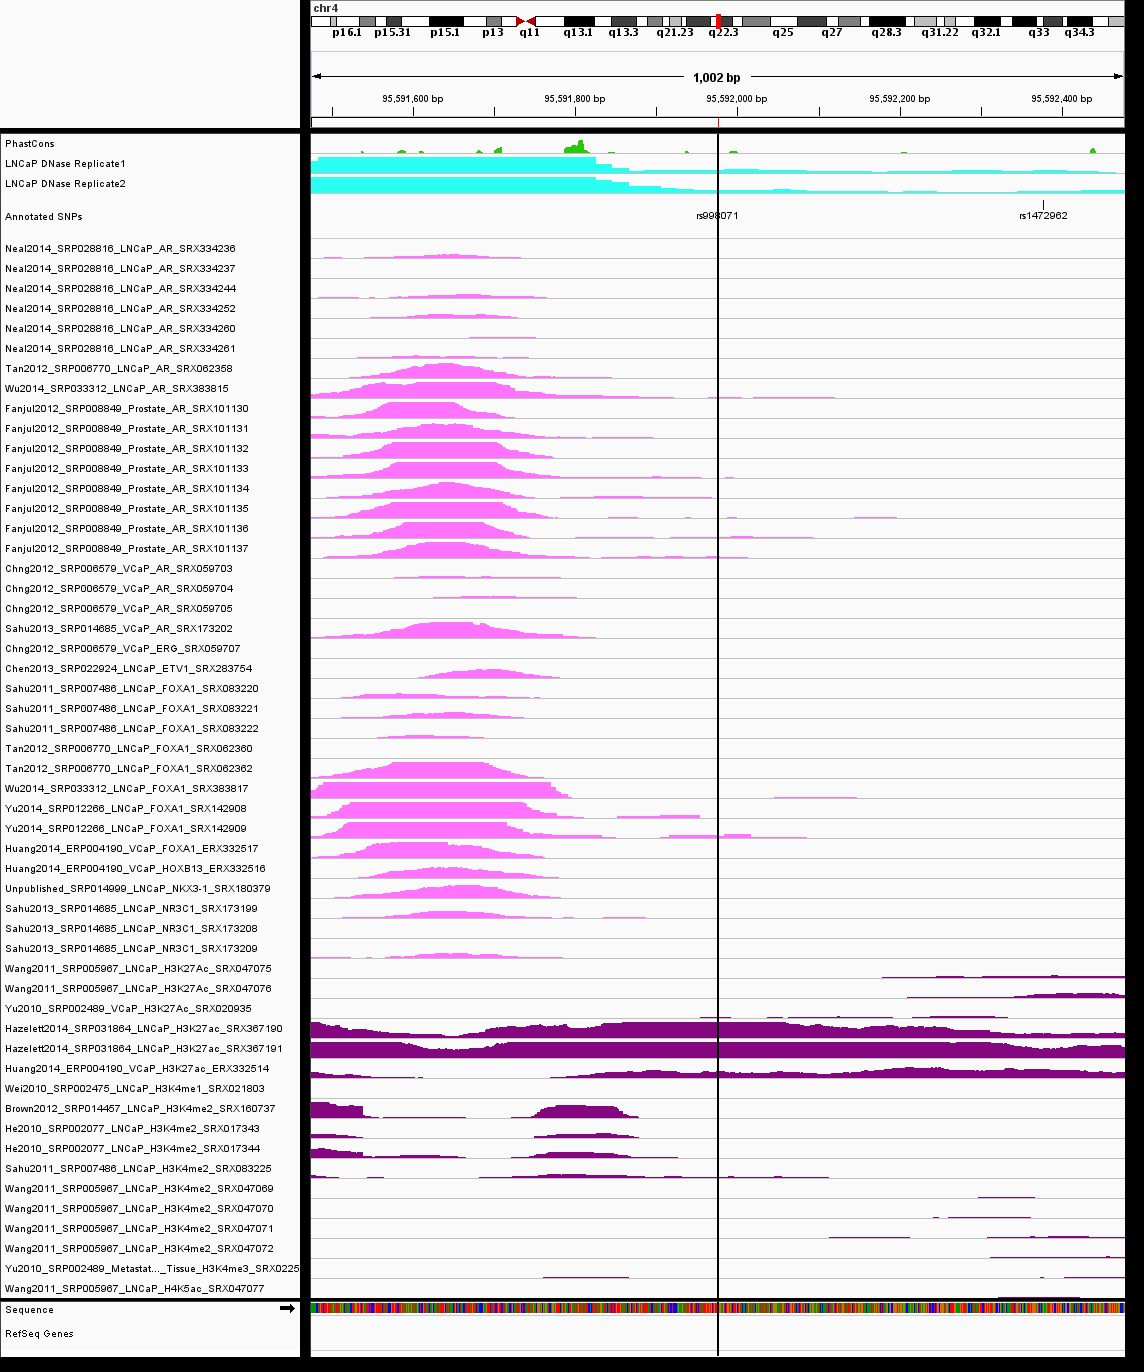 chr4
p16.1 p15.31 p15.1 p13 q11 q13.1 q13.3 q21.23 q22.3 q25 q27 q28.3 q31.22 q32.1 q33 q34.3
1,002 bp
95,591,600 bp 95,591,800 bp 95,592,000 bp 95,592,200 bp 95,592,400 bp
PhastCons
LNCaP DNase Replicate1
LNCaP DNase Replicate2
Annotated SNPs rs998071 rs1472962
Neal2014_SRP028816_LNCaP_AR_SRX334236
Neal2014_SRP028816_LNCaP_AR_SRX334237
Neal2014_SRP028816_LNCaP_AR_SRX334244
Neal2014_SRP028816_LNCaP_AR_SRX334252
Neal2014_SRP028816_LNCaP_AR_SRX334260
Neal2014_SRP028816_LNCaP_AR_SRX334261
Tan2012_SRP006770_LNCaP_AR_SRX062358
Wu2014_SRP033312_LNCaP_AR_SRX383815
Fanjul2012_SRP008849_Prostate_AR_SRX101130
Fanjul2012_SRP008849_Prostate_AR_SRX101131
Fanjul2012_SRP008849_Prostate_AR_SRX101132
Fanjul2012_SRP008849_Prostate_AR_SRX101133
Fanjul2012_SRP008849_Prostate_AR_SRX101134
Fanjul2012_SRP008849_Prostate_AR_SRX101135
Fanjul2012_SRP008849_Prostate_AR_SRX101136
Fanjul2012_SRP008849_Prostate_AR_SRX101137
Chng2012_SRP006579_VCaP_AR_SRX059703
Chng2012_SRP006579_VCaP_AR_SRX059704
Chng2012_SRP006579_VCaP_AR_SRX059705
Sahu2013_SRP014685_VCaP_AR_SRX173202
Chng2012_SRP006579_VCaP_ERG_SRX059707
Chen2013_SRP022924_LNCaP_ETV1_SRX283754
Sahu2011_SRP007486_LNCaP_FOXA1_SRX083220
Sahu2011_SRP007486_LNCaP_FOXA1_SRX083221
Sahu2011_SRP007486_LNCaP_FOXA1_SRX083222
Tan2012_SRP006770_LNCaP_FOXA1_SRX062360
Tan2012_SRP006770_LNCaP_FOXA1_SRX062362
Wu2014_SRP033312_LNCaP_FOXA1_SRX383817
Yu2014_SRP012266_LNCaP_FOXA1_SRX142908
Yu2014_SRP012266_LNCaP_FOXA1_SRX142909
Huang2014_ERP004190_VCaP_FOXA1_ERX332517
Huang2014_ERP004190_VCaP_HOXB13_ERX332516
Unpublished_SRP014999_LNCaP_NKX3-1_SRX180379
Sahu2013_SRP014685_LNCaP_NR3C1_SRX173199
Sahu2013_SRP014685_LNCaP_NR3C1_SRX173208
Sahu2013_SRP014685_LNCaP_NR3C1_SRX173209
Wang2011_SRP005967_LNCaP_H3K27Ac_SRX047075
Wang2011_SRP005967_LNCaP_H3K27Ac_SRX047076
Yu2010_SRP002489_VCaP_H3K27Ac_SRX020935
Hazelett2014_SRP031864_LNCaP_H3K27ac_SRX367190
Hazelett2014_SRP031864_LNCaP_H3K27ac_SRX367191
Huang2014_ERP004190_VCaP_H3K27ac_ERX332514
Wei2010_SRP002475_LNCaP_H3K4me1_SRX021803
Brown2012_SRP014457_LNCaP_H3K4me2_SRX160737
He2010_SRP002077_LNCaP_H3K4me2_SRX017343
He2010_SRP002077_LNCaP_H3K4me2_SRX017344
Sahu2011_SRP007486_LNCaP_H3K4me2_SRX083225
Wang2011_SRP005967_LNCaP_H3K4me2_SRX047069
Wang2011_SRP005967_LNCaP_H3K4me2_SRX047070
Wang2011_SRP005967_LNCaP_H3K4me2_SRX047071
Wang2011_SRP005967_LNCaP_H3K4me2_SRX047072
Yu2010_SRP002489_Metastat..._Tissue_H3K4me3_SRX0225
Wang2011_SRP005967_LNCaP_H4K5ac_SRX047077
Sequence
RefSeq Genes